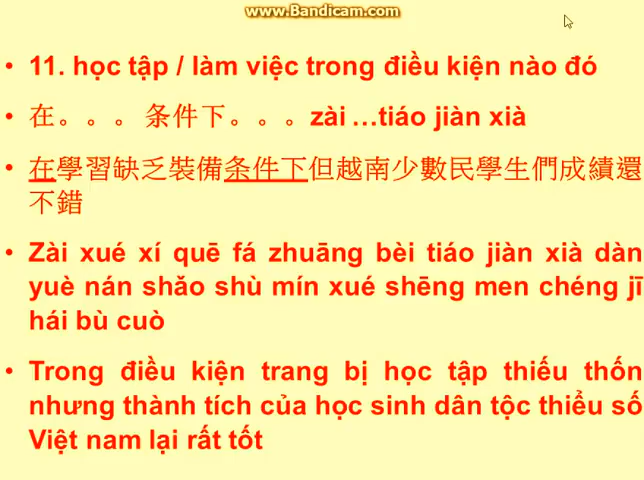 www.Bandicam.com
• 11. học tập / làm việc trong điều kiện nào đó
• 在。。。 条件下。。。zài …tiáo jiàn xià
• 在學習缺乏裝備条件下但越南少數民學生們成績還
不錯
• Zài xué xí quē fá zhuāng bèi tiáo jiàn xià dàn
yuè nán shǎo shù mín xué shēng men chéng jī
hái bù cuò
• Trong điều kiện trang bị học tập thiếu thốn
nhưng thành tích của học sinh dân tộc thiểu số
Việt nam lại rất tốt